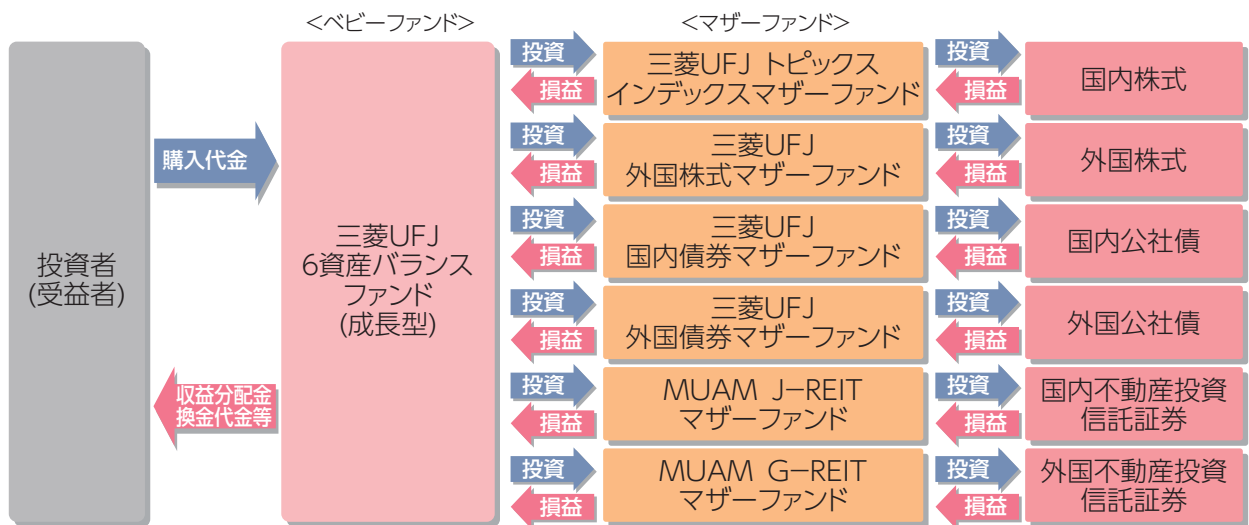 <ベビーファンド>
<マザーファンド>
投資者
(受益者)
購入代金
収益分配金
換金代金等
三菱UFJ
6資産バランス
ファンド
(成長型)
投資
損益
三菱UFJ トピックス
インデックスマザーファンド
投資
損益
国内株式
投資
損益
三菱UFJ
外国株式マザーファンド
投資
損益
外国株式
投資
損益
三菱UFJ
国内債券マザーファンド
投資
損益
国内公社債
投資
損益
三菱UFJ
外国債券マザーファンド
投資
損益
外国公社債
投資
損益
MUAM J-REIT
マザーファンド
投資
損益
国内不動産投資
信託証券
投資
損益
MUAM G-REIT
マザーファンド
投資
損益
外国不動産投資
信託証券